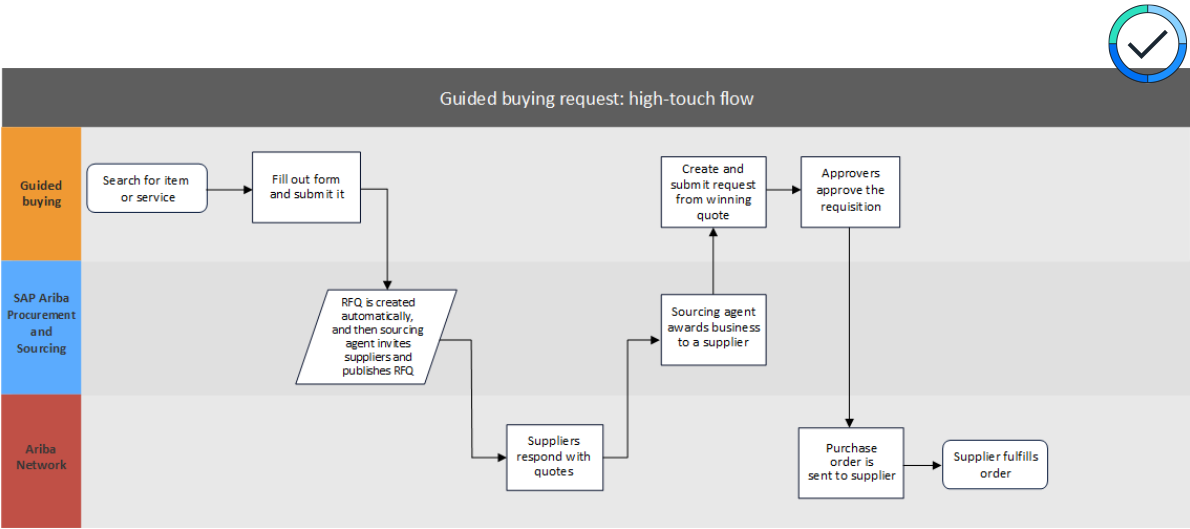 Guided buying request: high-touch flow
Guided
buying
Search for item
or service
Fill out form
and submit it
Create and
submit request
from winning
quote
Approvers
approve the
requisition
SAP Ariba
Procurement
and
Sourcing
RFQ is created
automatically,
and then sourcing
agent invites
suppliers and
publishes RFQ
Sourcing agent
awards business
to a supplier
Ariba
Network
Suppliers
respond with
quotes
Purchase
order is
sent to supplier
Supplier fulfills
order